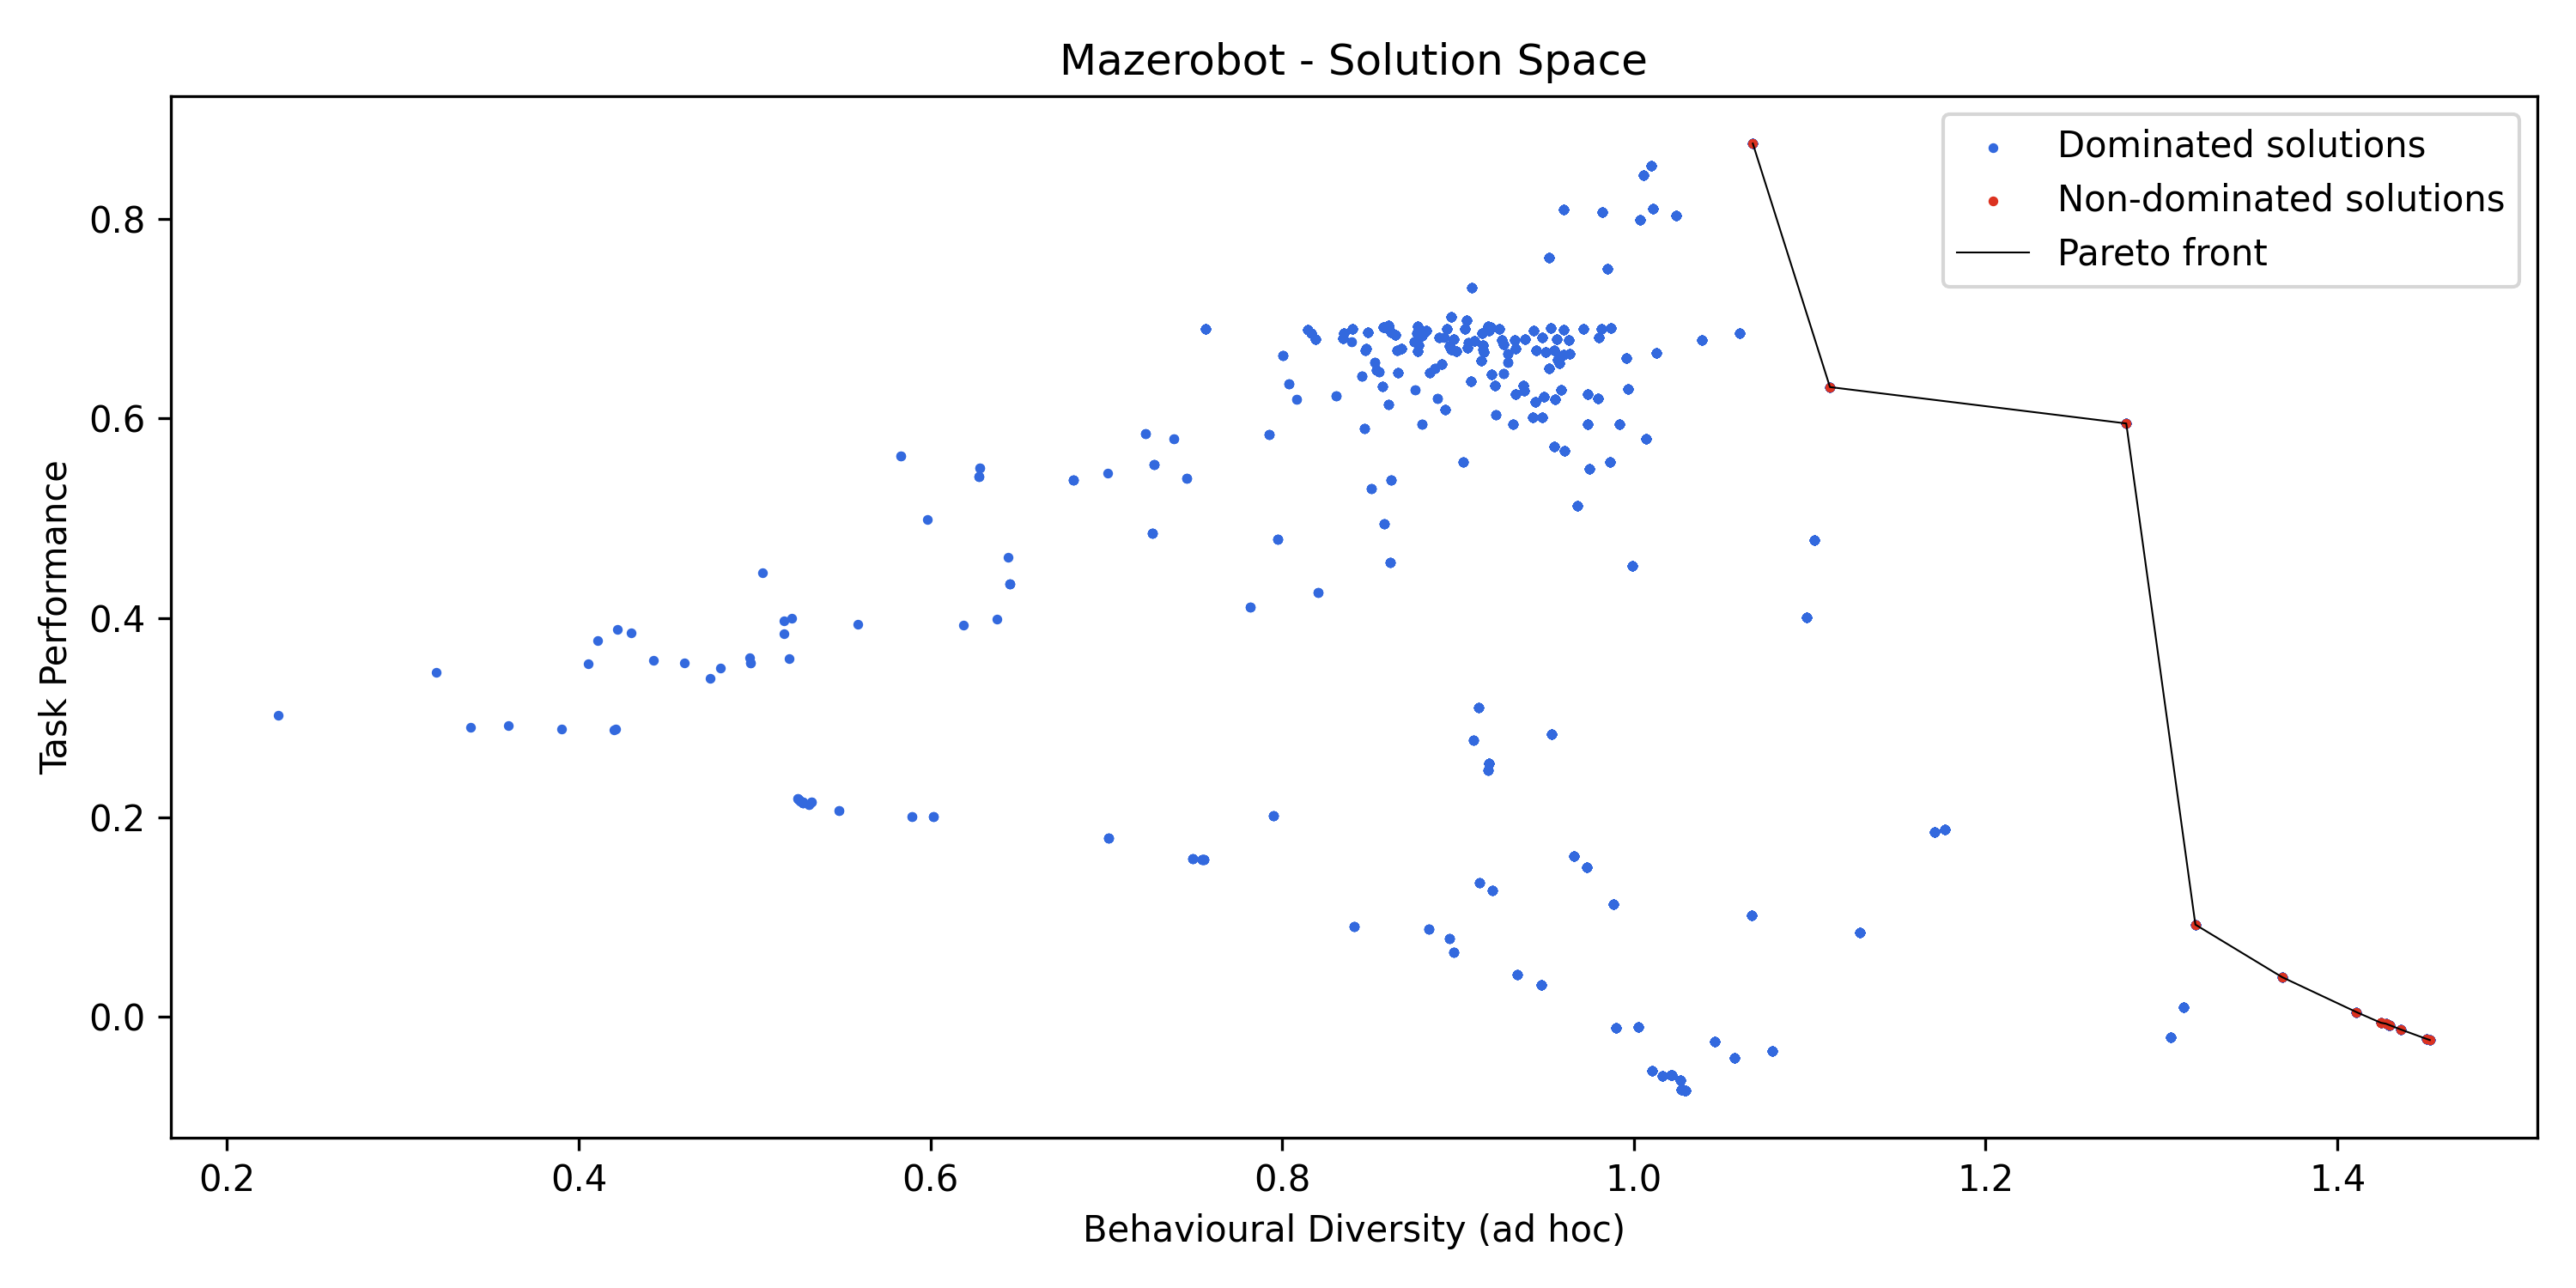 Mazerobot - Solution Space
Dominated solutions
Non-dominated solutions
Pareto front
Task Performance
0.8
0.6
0.4
0.2
0.0
0.2 0.4 0.6 0.8 1.0 1.2 1.4
Behavioural Diversity (ad hoc)